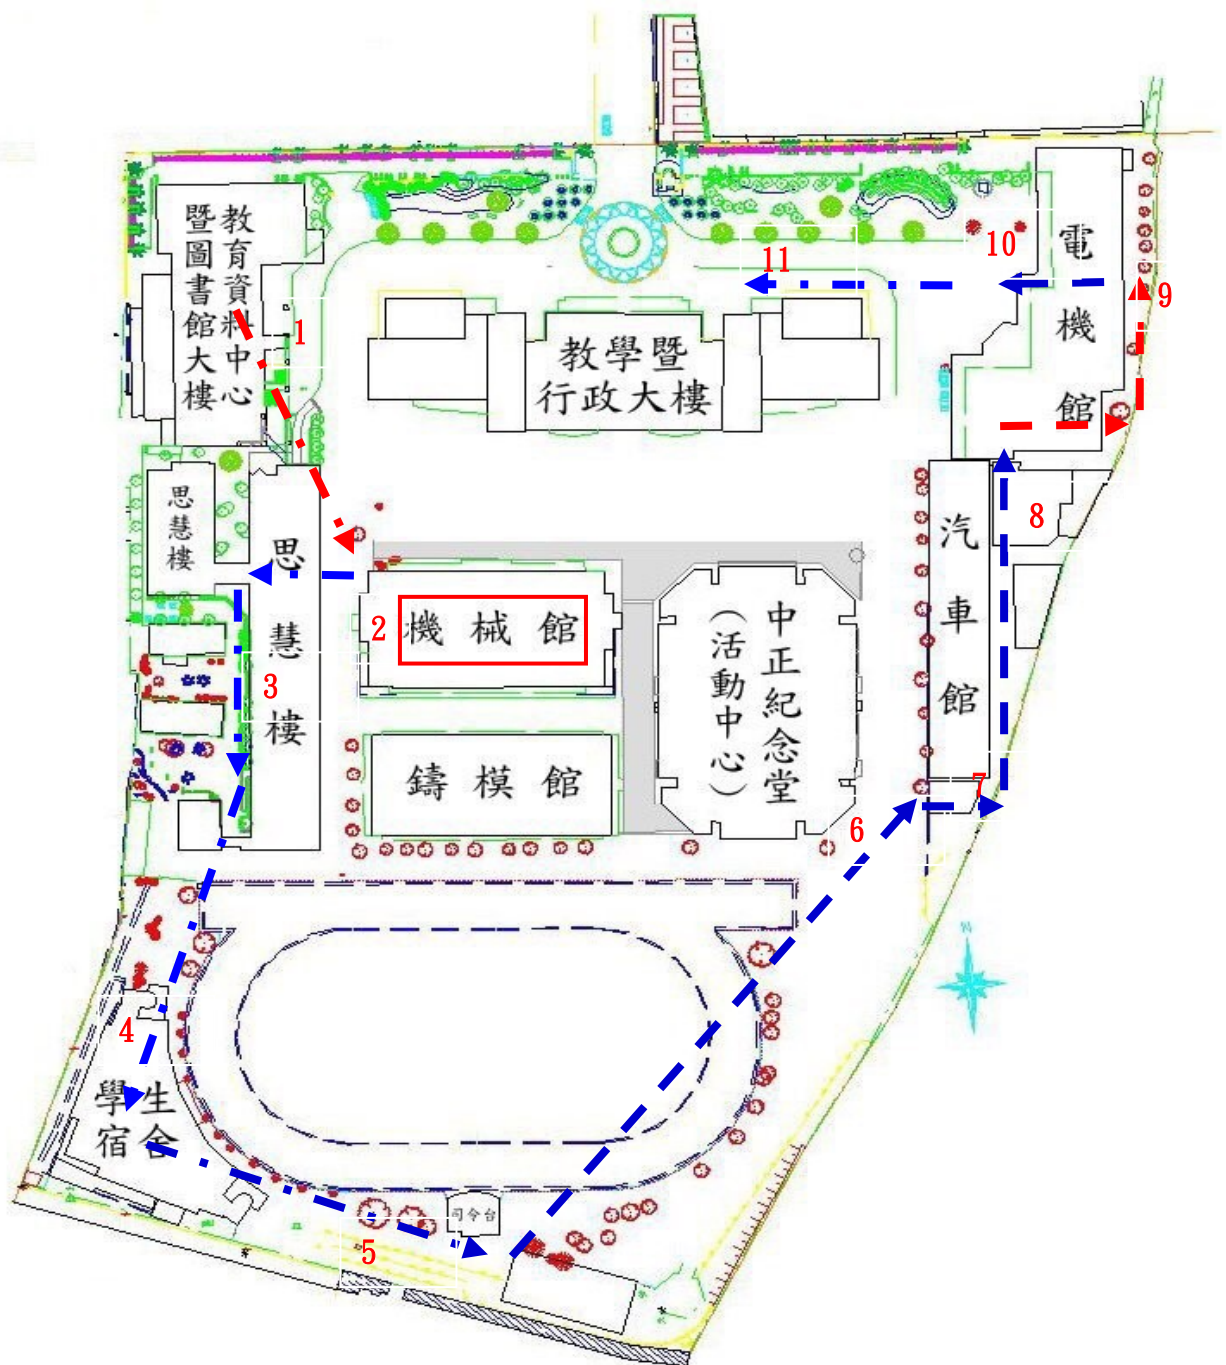 教育資料中心
暨圖書館大樓
1
10
電機館
11
9
教學暨
行政大樓
思慧樓
思慧樓
8
汽車館
2
機械館
中正紀念堂
（活動中心）
3
鑄模館
7
6
4
學生
宿舍
司令台
5